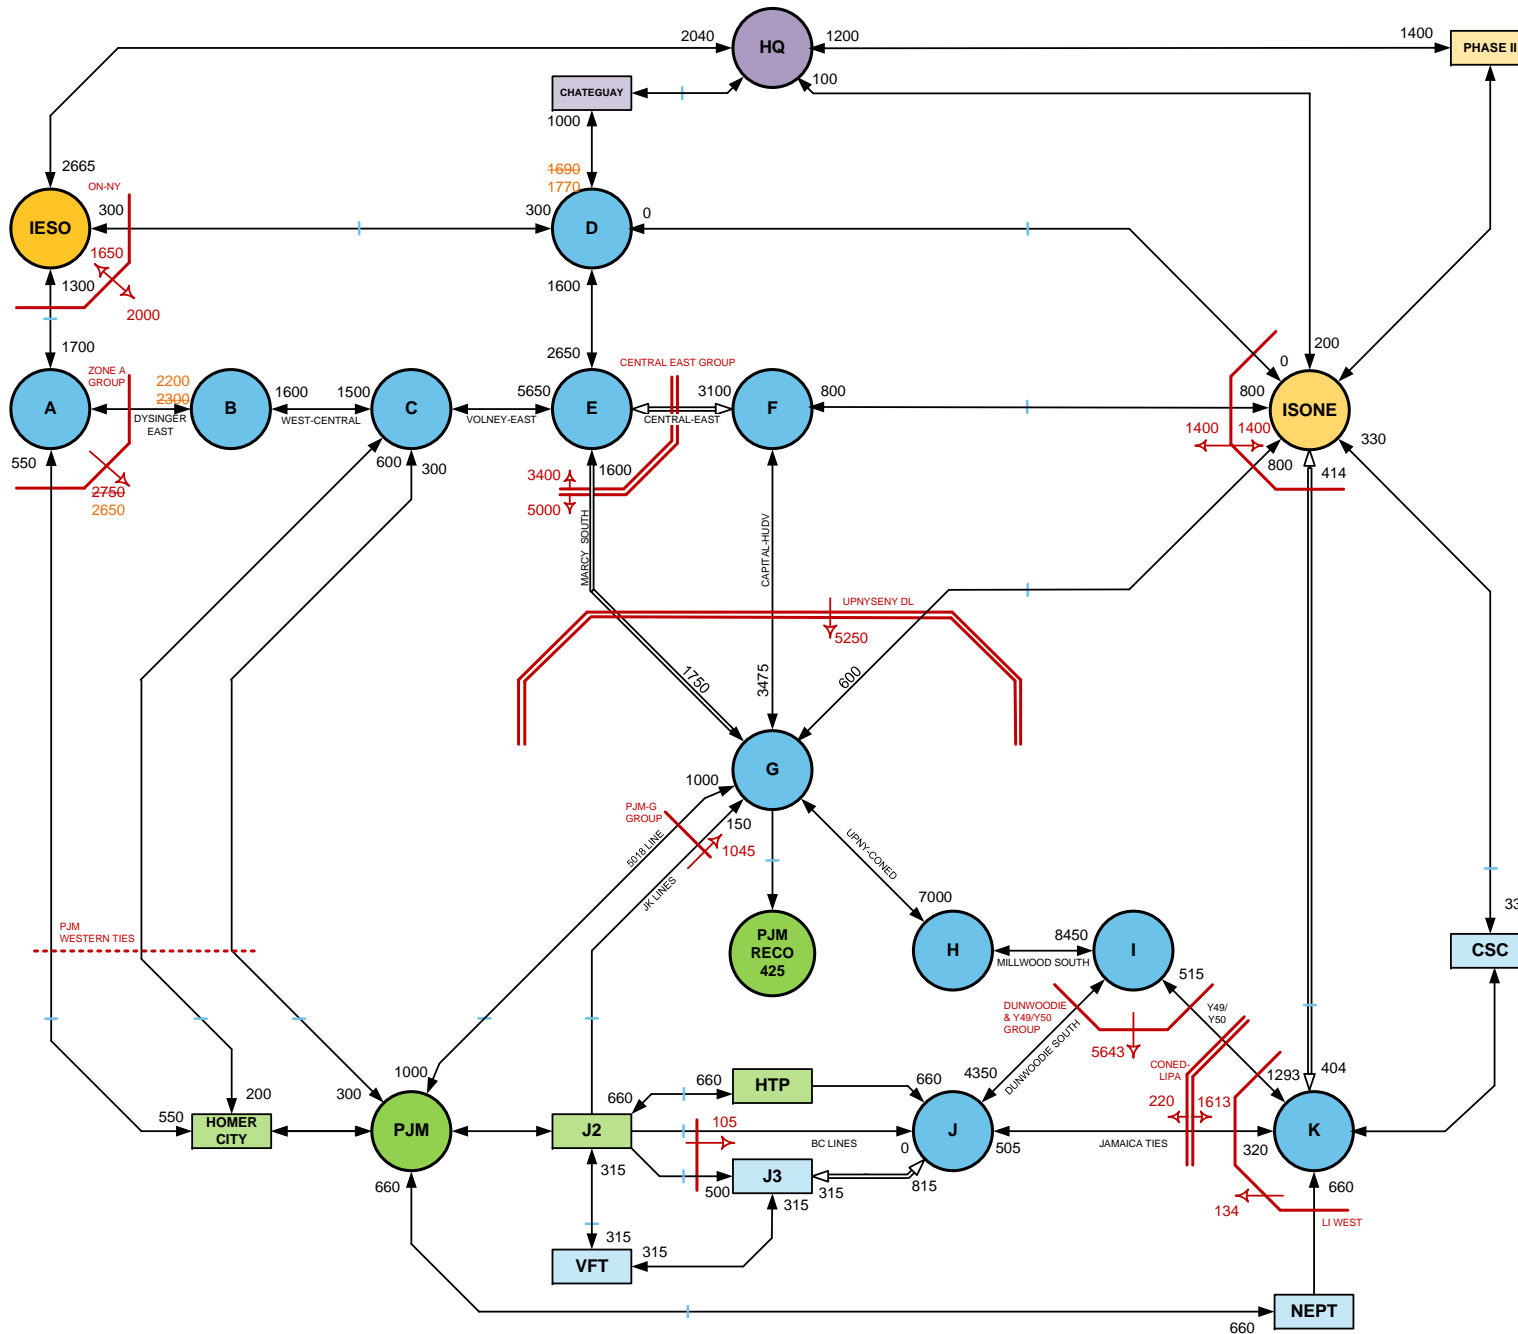 2040
HQ
1200
1400
PHASE II
100
CHATEGUAY
1000
2665
ON-NY
1690
1770
IESO
300
300
D
0
1650
1300
2000
1600
1700
2650
0
200
ZONE A
GROUP
CENTRAL EAST GROUP
2200
2300
1600
1500
5650
3100
800
800
A
B
C
E
F
ISONE
DYSINGER
EAST
WEST-CENTRAL
VOLNEY-EAST
CENTRAL-EAST
1400
1400
330
550
600
300
1600
800
414
2750
2650
3400
5000
MARCY SOUTH
CAPITAL-HUDV
UPNYSENY DL
5250
1750
3475
600
G
1000
PJM-G
GROUP
150
1045
5018 LINE
JK LINES
UPNY-CONED
7000
33
PJM
WESTERN TIES
PJM
RECO
425
H
8450
I
MILLWOOD SOUTH
CSC
515
DUNWOODIE
& Y49/Y50
GROUP
Y49/
Y50
5643
DUNWOODIE SOUTH
CONED-
LIPA
1000
4350
1293
404
200
300
660
HTP
660
660
220
1613
550
HOMER
CITY
PJM
J2
105
J
K
BC LINES
0
505
JAMAICA TIES
320
660
315
500
J3
315
815
660
315
134
LI WEST
315
315
VFT
NEPT
660